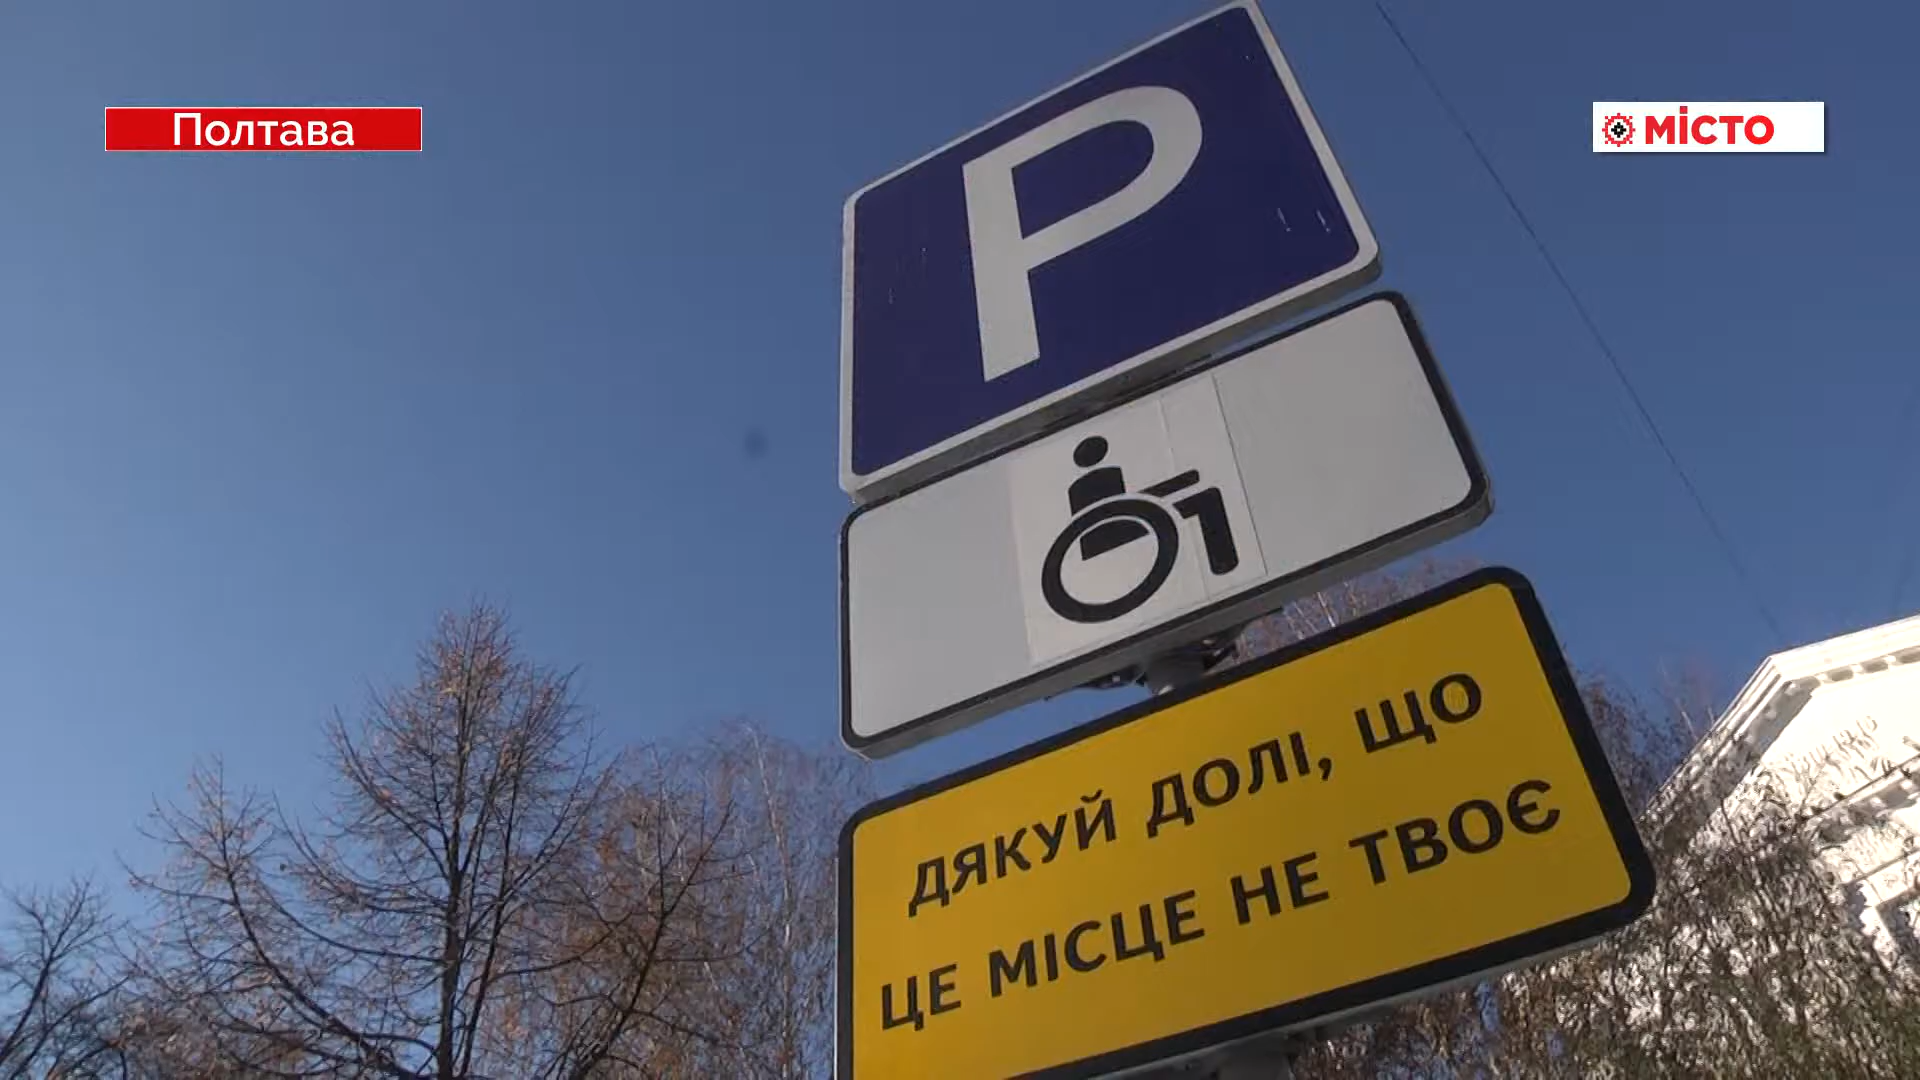 Полтава
МІСТО
P
ДЯКУЙ ДОЛІ, ЩО
ЦЕ МІСЦЕ НЕ ТВОЄ